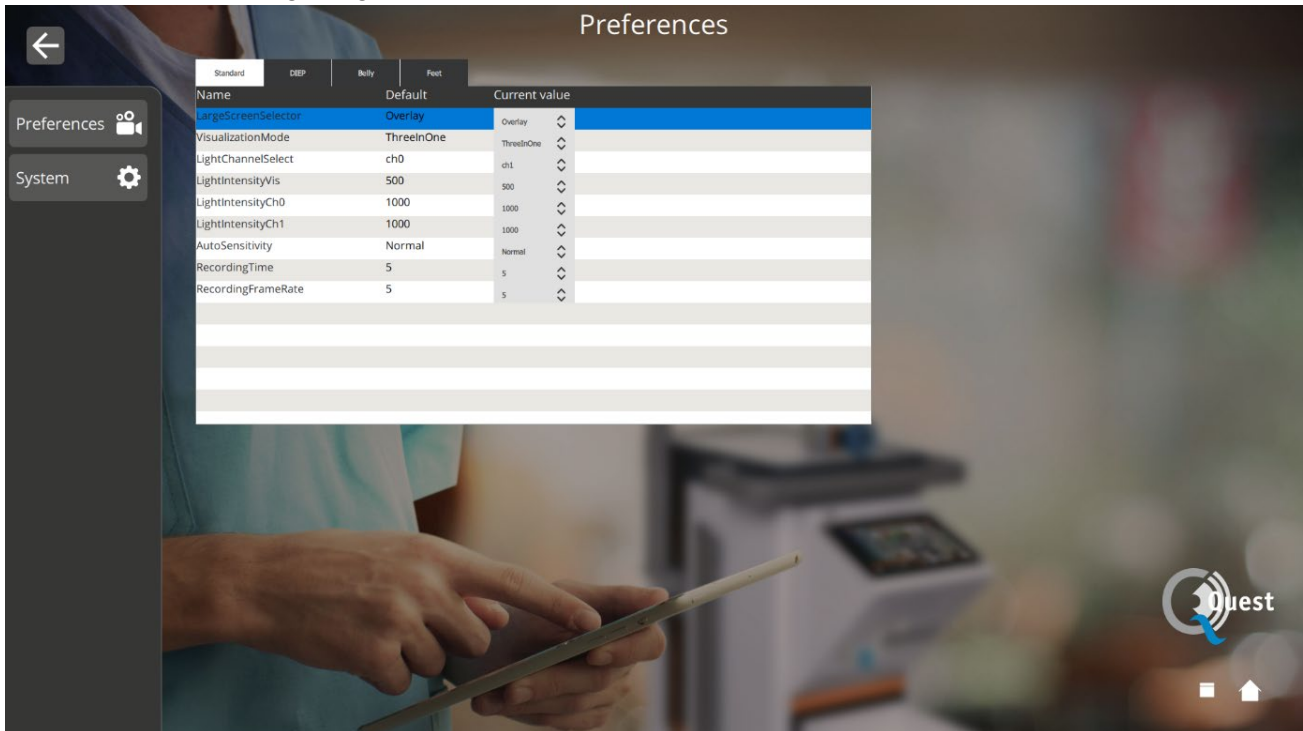 Preferences
Preferences
System
Standard DIEP Belly Feet
Name Default Current value
LargeScreenSelector Overlay Overlay
VisualizationMode ThreeInOne ThreeInOne
LightChannelSelect ch0 ch1
LightIntensityVis 500 500
LightIntensityCh0 1000 1000
LightIntensityCh1 1000 1000
AutoSensitivity Normal Normal
RecordingTime 5 5
RecordingFrameRate 5 5
Quest